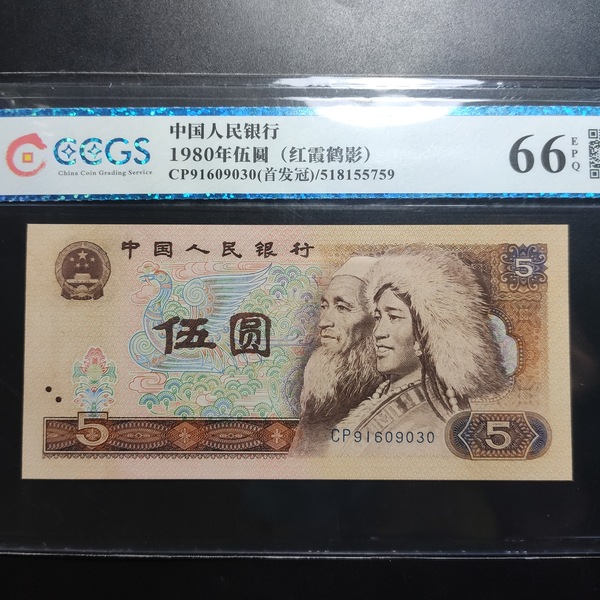 CCGS
China Coin Grading Service
中国人民银行
1980年伍圆（红霞鹤影）
CP91609030(首发冠)/518155759
66
EPQ
中国人民银行
5
伍圆
5
CP91609030
5